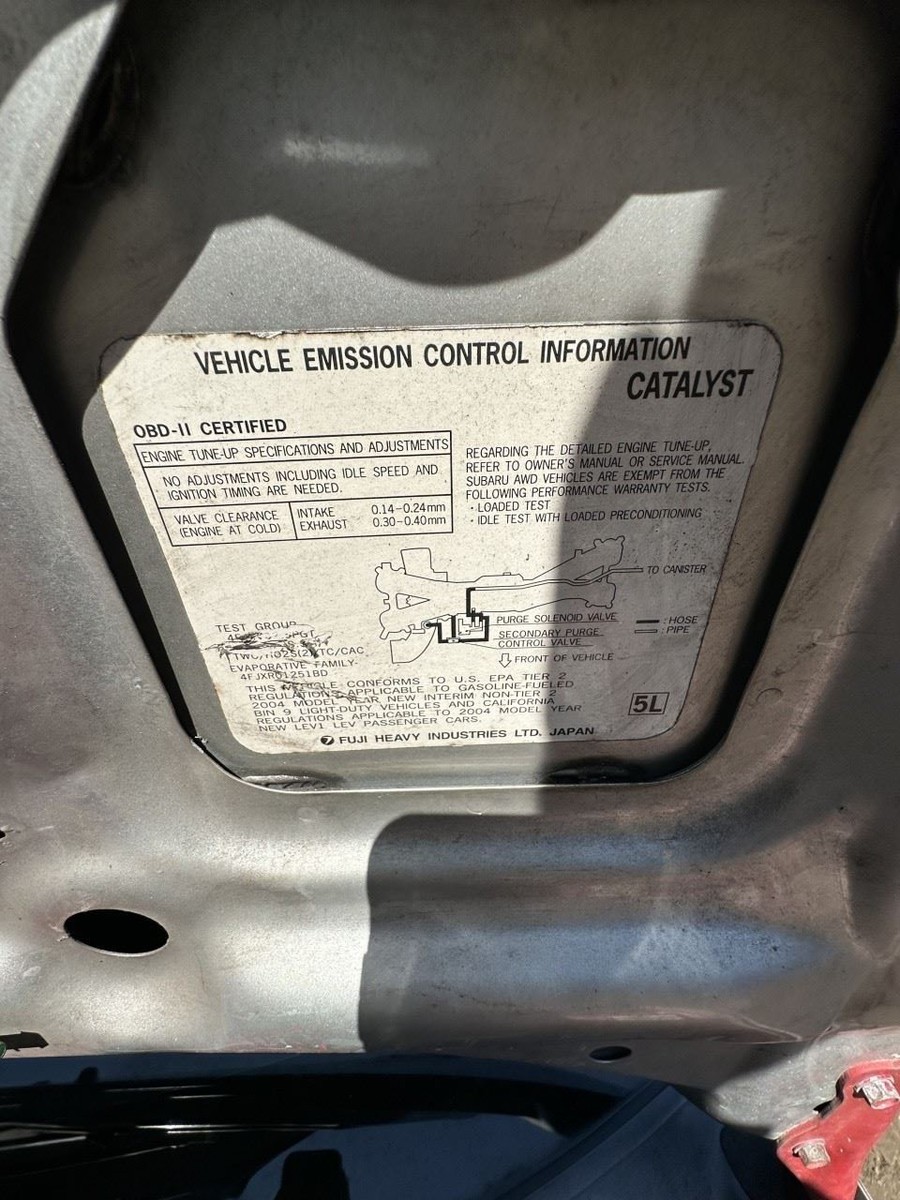 VEHICLE EMISSION CONTROL INFORMATION
CATALYST
OBD-II CERTIFIED
ENGINE TUNE-UP SPECIFICATIONS AND ADJUSTMENTS
NO ADJUSTMENTS INCLUDING IDLE SPEED AND
IGNITION TIMING ARE NEEDED.
VALVE CLEARANCE
(ENGINE AT COLD)
INTAKE 0.14-0.24mm
EXHAUST 0.30-0.40mm
REGARDING THE DETAILED ENGINE TUNE-UP,
REFER TO OWNER'S MANUAL OR SERVICE MANUAL.
SUBARU AWD VEHICLES ARE EXEMPT FROM THE
FOLLOWING PERFORMANCE WARRANTY TESTS.
· LOADED TEST
· IDLE TEST WITH LOADED PRECONDITIONING
TO CANISTER
PURGE SOLENOID VALVE
SECONDARY PURGE
CONTROL VALVE
FRONT OF VEHICLE
: HOSE
: PIPE
TEST GROUP
EVAPORATIVE FAMILY-
4FJXR01251BD
THIS VEHICLE CONFORMS TO U.S. EPA TIER 2
REGULATIONS APPLICABLE TO GASOLINE-FUELED
2004 MODEL YEAR NEW INTERIM NON-TIER 2
BIN 9 LIGHT-DUTY VEHICLES AND CALIFORNIA
REGULATIONS APPLICABLE TO 2004 MODEL YEAR
NEW LEV1 LEV PASSENGER CARS.
5L
FUJI HEAVY INDUSTRIES LTD. JAPAN